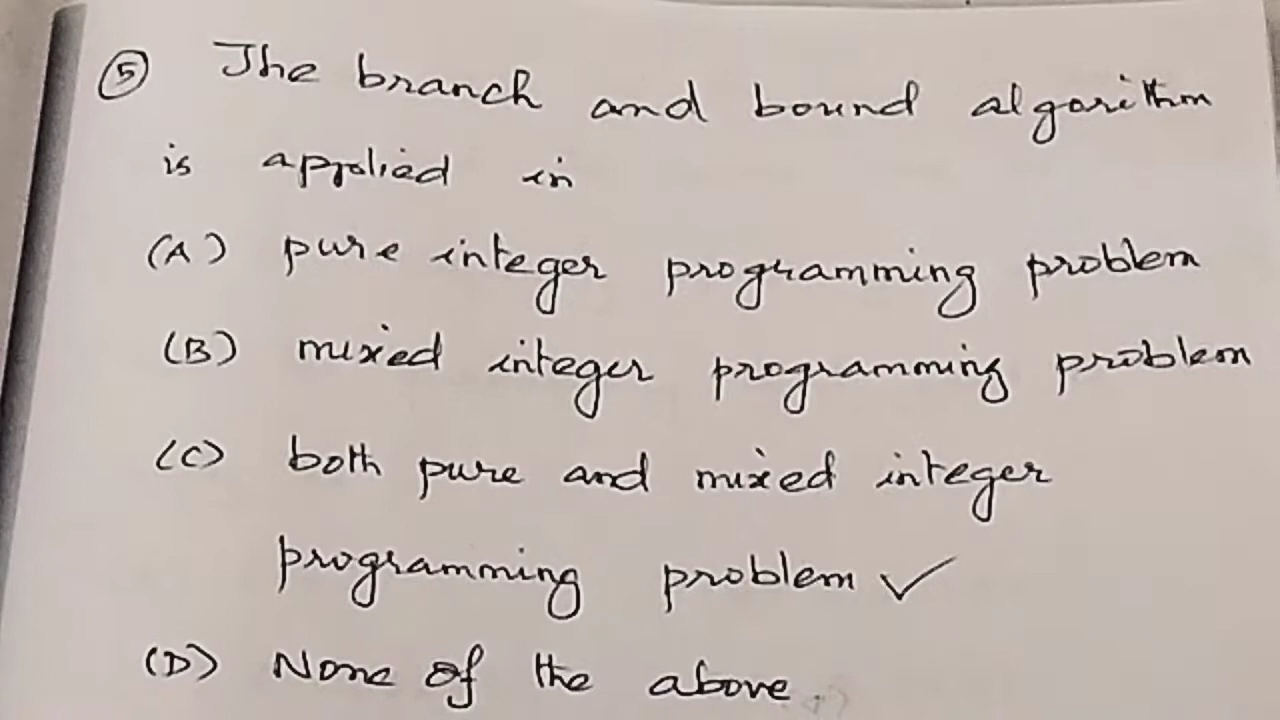 ⑤ The branch and bound algorithm
is applied in
(A) pure integer programming problem
(B) mixed integer programming problem
(C) both pure and mixed integer
programming problem ✓
(D) None of the above.